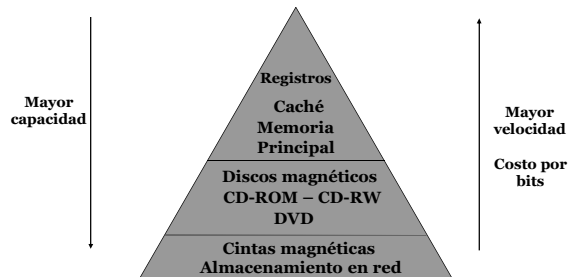 Mayor
capacidad
Registros
Caché
Memoria
Principal
Discos magnéticos
CD-ROM – CD-RW
DVD
Cintas magnéticas
Almacenamiento en red
Mayor
velocidad
Costo por
bits